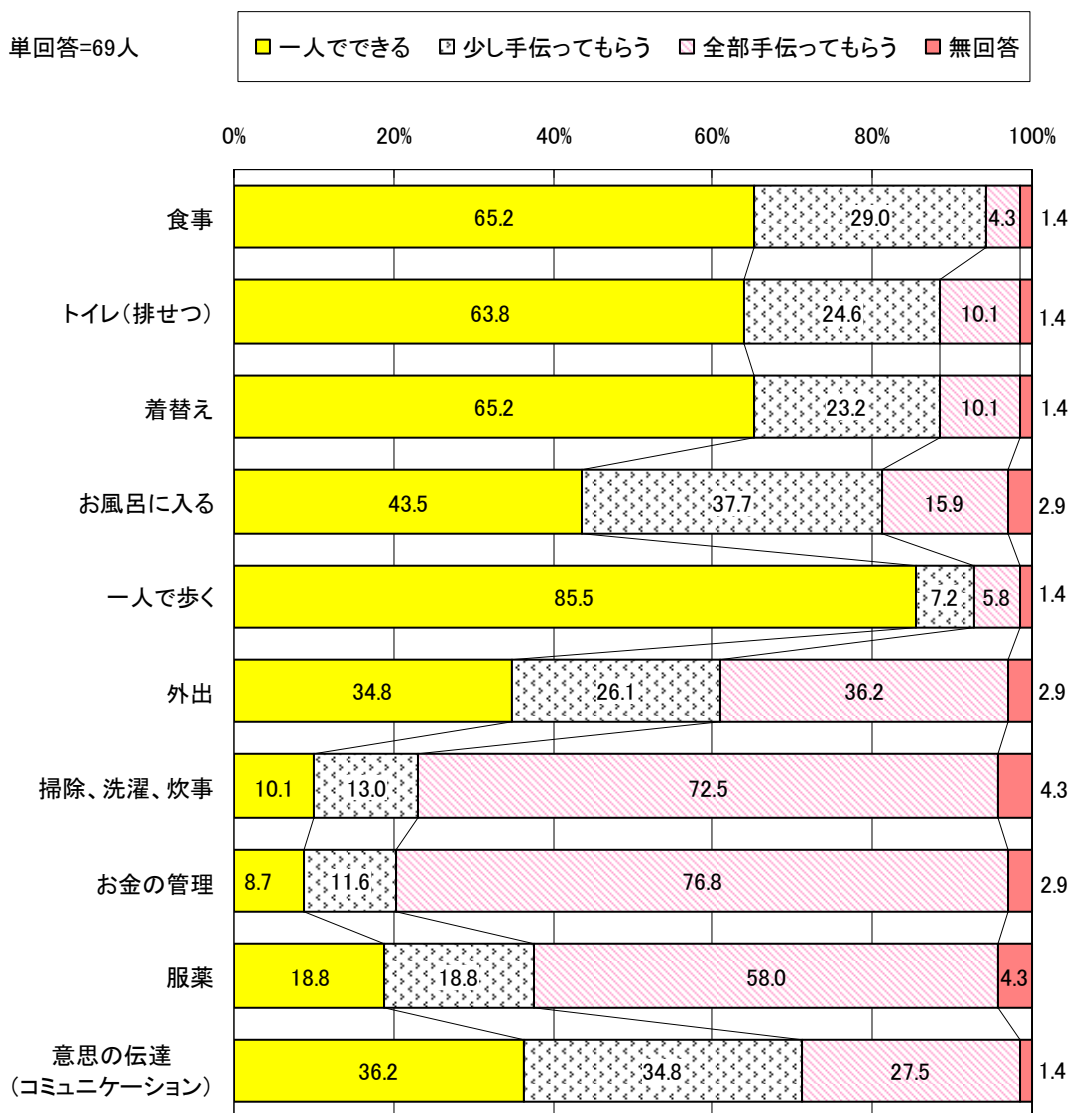 単回答=69人
一人でできる 少し手伝ってもらう 全部手伝ってもらう 無回答
0% 20% 40% 60% 80% 100%
食事 65.2 29.0 4.3 1.4
トイレ(排せつ) 63.8 24.6 10.1 1.4
着替え 65.2 23.2 10.1 1.4
お風呂に入る 43.5 37.7 15.9 2.9
一人で歩く 85.5 7.2 5.8 1.4
外出 34.8 26.1 36.2 2.9
掃除、洗濯、炊事 10.1 13.0 72.5 4.3
お金の管理 8.7 11.6 76.8 2.9
服薬 18.8 18.8 58.0 4.3
意思の伝達
(コミュニケーション) 36.2 34.8 27.5 1.4